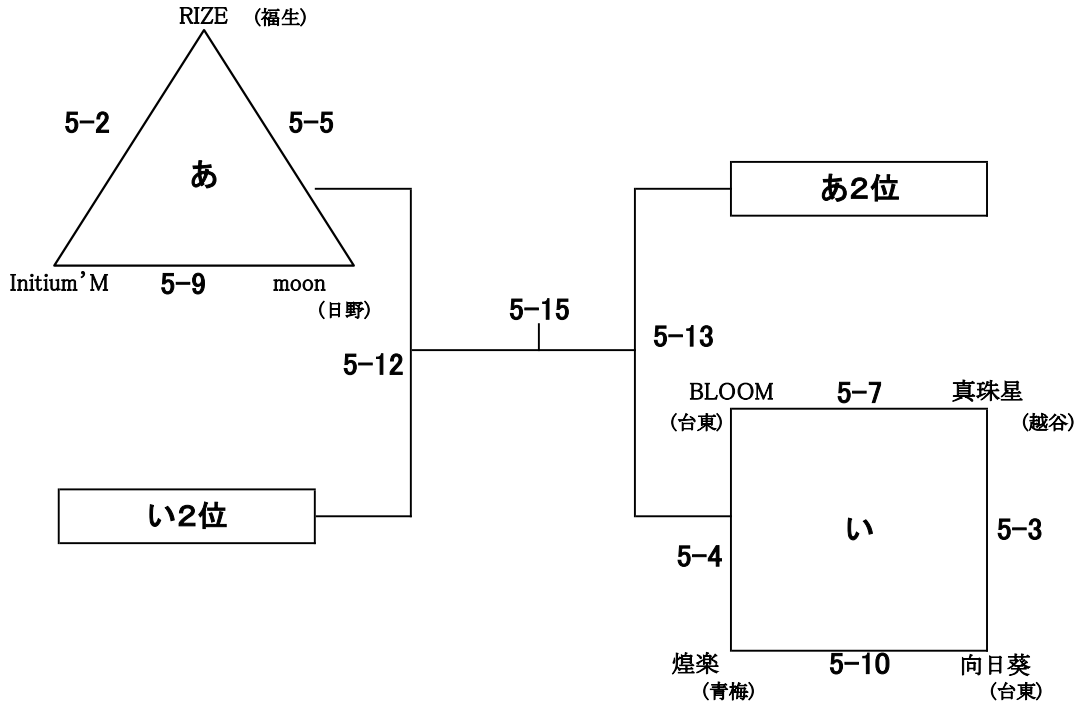 RIZE (福生)
5-2
5-5
あ
Initium’M
5-9
moon
(日野)
あ2位
5-15
5-12
5-13
BLOOM
(台東)
5-7
真珠星
(越谷)
い2位
い
5-4
5-3
煌楽
(青梅)
5-10
向日葵
(台東)